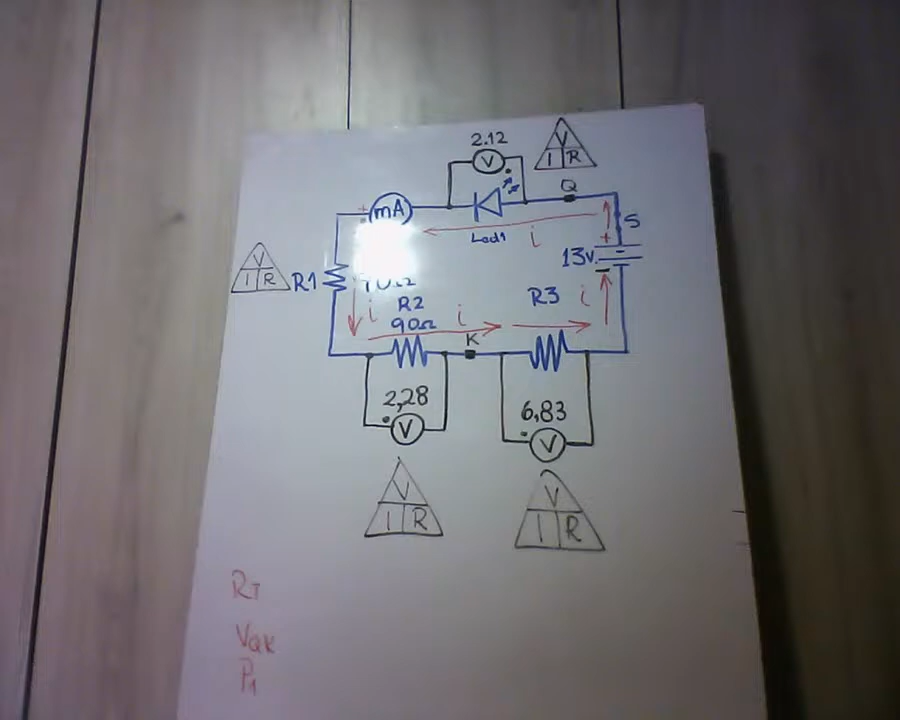 2.12
V
V
I R
Q
+
mA
S
Led1
i
+
13v.
-
V
I R
R1
i
R2
R3
i
i
90Ω
K
2,28
V
6,83
V
V
I R
V
I R
RT
VQK
P1